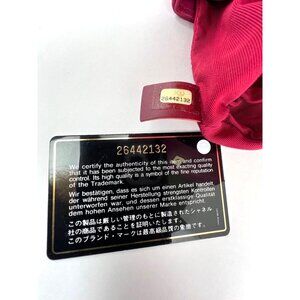 26442132
26442132
We certify the authenticity of this item and confirm
that it has been subjected to the most exacting quality
control. Its high quality is a symbol of the fine reputation
of the Trademark.
Wir bestätigen, dass es sich um einen Artikel handelt,
der während seiner Herstellung strengsten Kontrollen
unterworfen war, und dessen erstklassige Qualität
dem hohen Ansehen unserer Marke entspricht.
この製品は厳しい管理のもとに製造されたシャネル
社の商品であることを証明いたします。
このブランド・マークは最高級品質の象徴です。